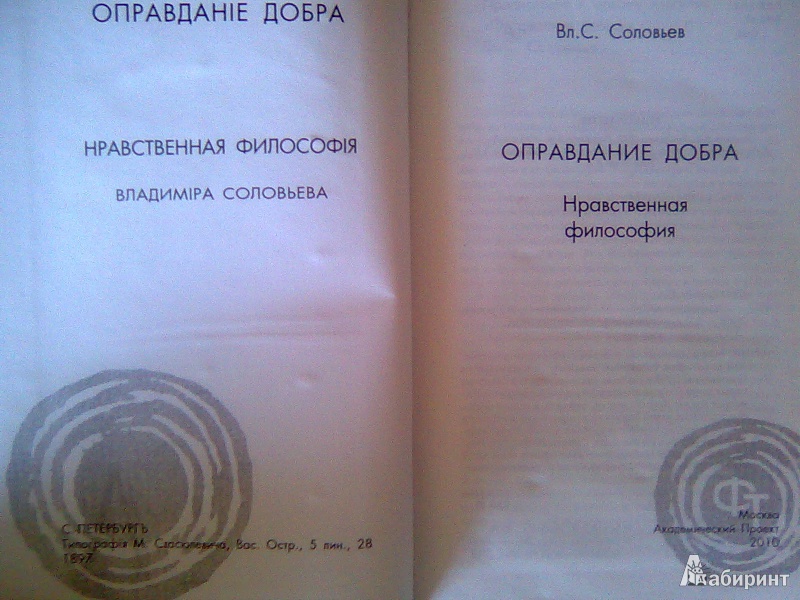 ОПРАВДАНІЕ ДОБРА
НРАВСТВЕННАЯ ФИЛОСОФІЯ
ВЛАДИМІРА СОЛОВЬЕВА
С.-ПЕТЕРБУРГЪ
Типографія М. Стасюлевича, Вас. Остр., 5 лин., 28
1897
Вл.С. Соловьев
ОПРАВДАНИЕ ДОБРА
Нравственная
философия
Фт
Москва
Академический Проект
2010
Лабиринт